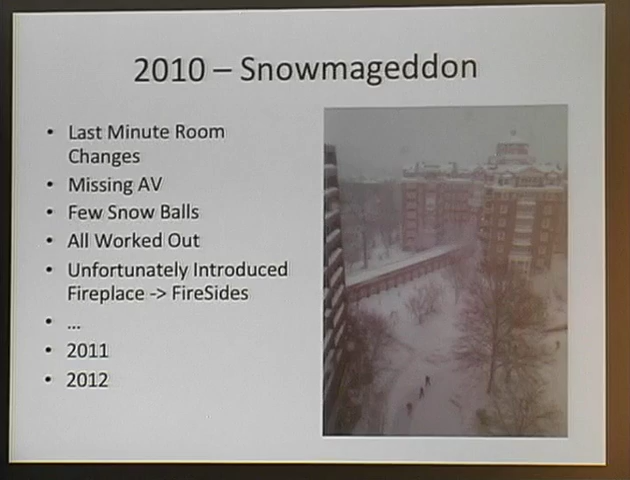 2010 – Snowmageddon
• Last Minute Room
Changes
• Missing AV
• Few Snow Balls
• All Worked Out
• Unfortunately Introduced
Fireplace -> FireSides
• ...
• 2011
• 2012